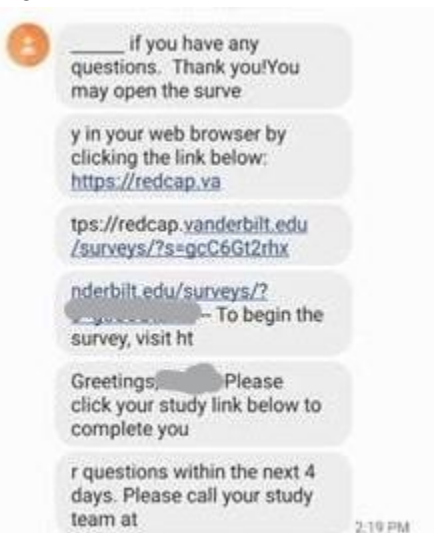 _____ if you have any
questions. Thank you!You
may open the surve
y in your web browser by
clicking the link below:
https://redcap.va
tps://redcap.vanderbilt.edu
/surveys/?s=gcC6Gt2rhx
nderbilt.edu/surveys/?
– To begin the
survey, visit ht
Greetings, Please
click your study link below to
complete you
r questions within the next 4
days. Please call your study
team at
2:19 PM